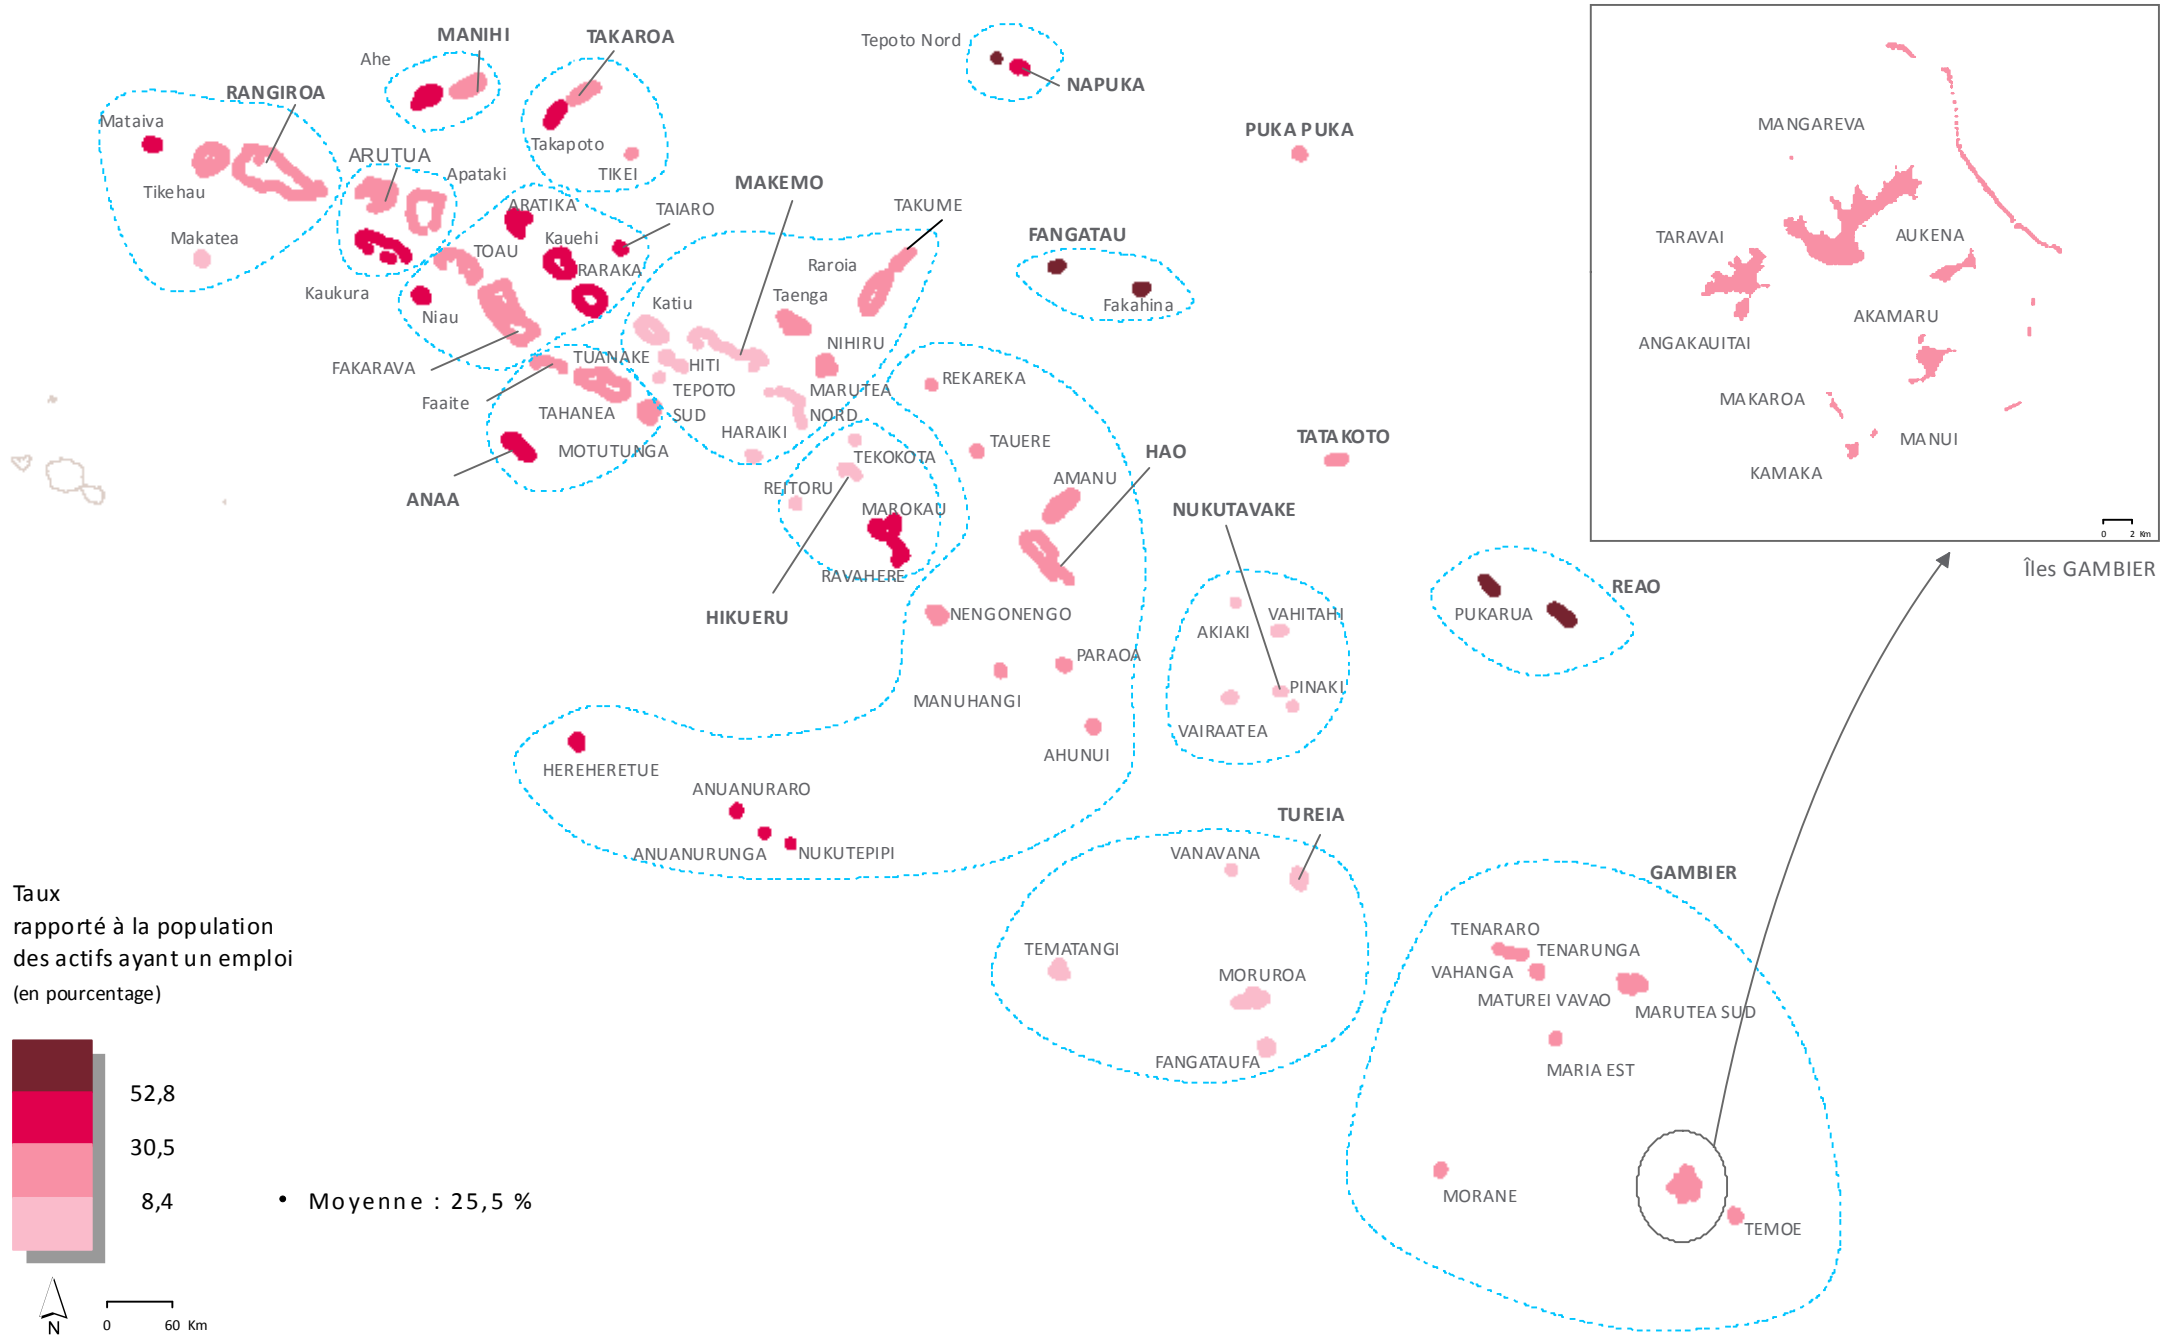 MANIHI
TAKAROA
Tepoto Nord
Ahe
NAPUKA
RANGIROA
Mataiva
MANGAREVA
PUKA PUKA
Takapoto
ARUTUA
Apataki
TIKEI
MAKEMO
Tikehau
ARATIKA
TAIARO
TAKUME
Makatea
Kauehi
FANGATAU
TARAVAI
AUKENA
TOAU
RARAKA
Raroia
Kaukura
Niau
Katiu
Taenga
Fakahina
AKAMARU
ANGAKAUITAI
NIHIRU
FAKARAVA
TUANAKE
HITI
REKAREKA
Faaite
TEPOTO
SUD
MARUTEA
NORD
MAKAROA
TAHANEA
HARAIKI
TAUERE
TATAKOTO
MANUI
MOTUTUNGA
TEKOKOTA
HAO
KAMAKA
ANAA
REITORU
AMANU
MAROKAU
NUKUTAVAKE
0 2 Km
RAVAHERE
Îles GAMBIER
REAO
HIKUERU
NENGONENGO
VAHITAHI
PUKARUA
AKIAKI
PARAOA
MANUHANGI
PINAKI
VAIRAATEA
AHUNUI
HEREHERETUE
ANUANURARO
TUREIA
ANUANURUNGA
NUKUTEPIPI
VANAVANA
GAMBIER
Taux
rapporté à la population
des actifs ayant un emploi
(en pourcentage)
TENARARO
TEMATANGI
TENARUNGA
MORUROA
VAHANGA
MATUREI VAVAO
MARUTEA SUD
FANGATAUFA
MARIA EST
52,8
30,5
8,4
• Moyenne : 25,5 %
MORANE
TEMOE
N
0 60 Km